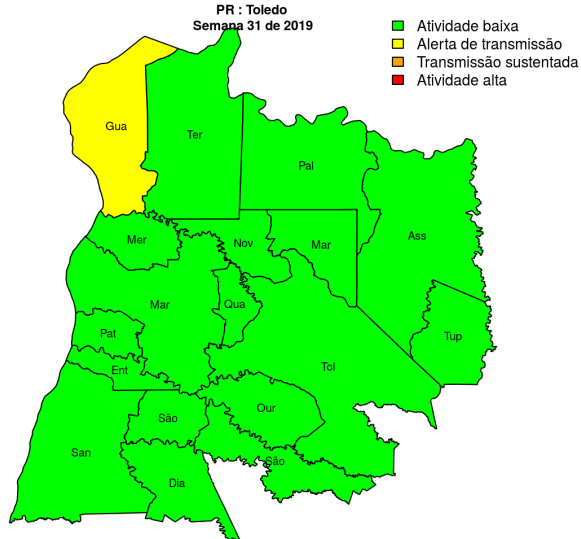 PR : Toledo
Semana 31 de 2019
Atividade baixa
Alerta de transmissão
Transmissão sustentada
Atividade alta
Gua
Ter
Pal
Mer
Nov
Mar
Ass
Mar
Qua
Pat
Tup
Ent
Tol
São
Our
San
São
Dia